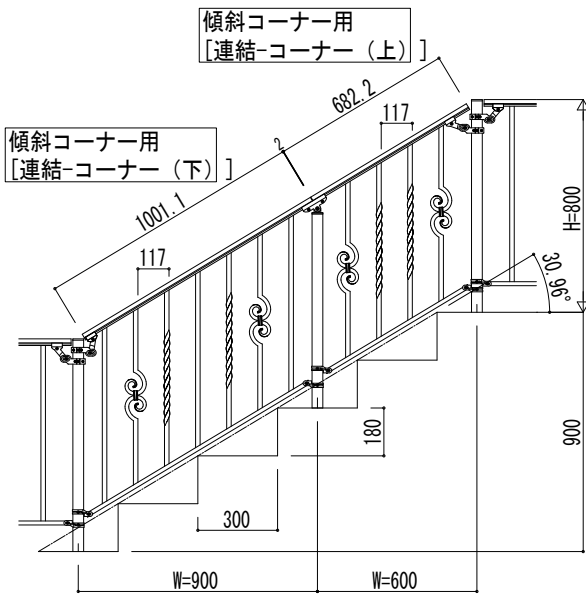 傾斜コーナー用
[連結-コーナー（上）]
682.2
117
傾斜コーナー用
[連結-コーナー（下）]
2
1001.1
117
H=800
30.96°
180
900
300
W=900
W=600